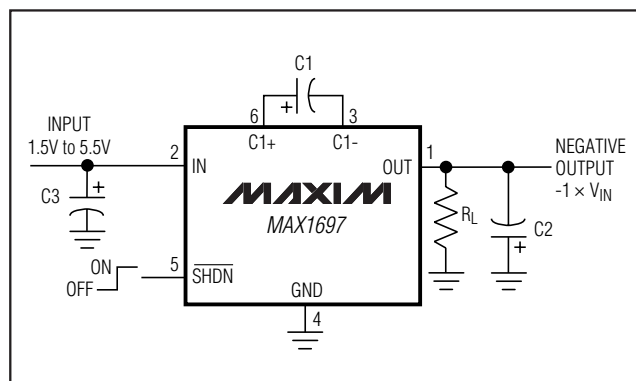 C1
+
6
3
INPUT
1.5V to 5.5V
C1+
C1-
2
IN
OUT
1
NEGATIVE
OUTPUT
-1 × VIN
C3
+
MAXIM
MAX1697
RL
C2
+
ON
OFF
5
SHDN
GND
4